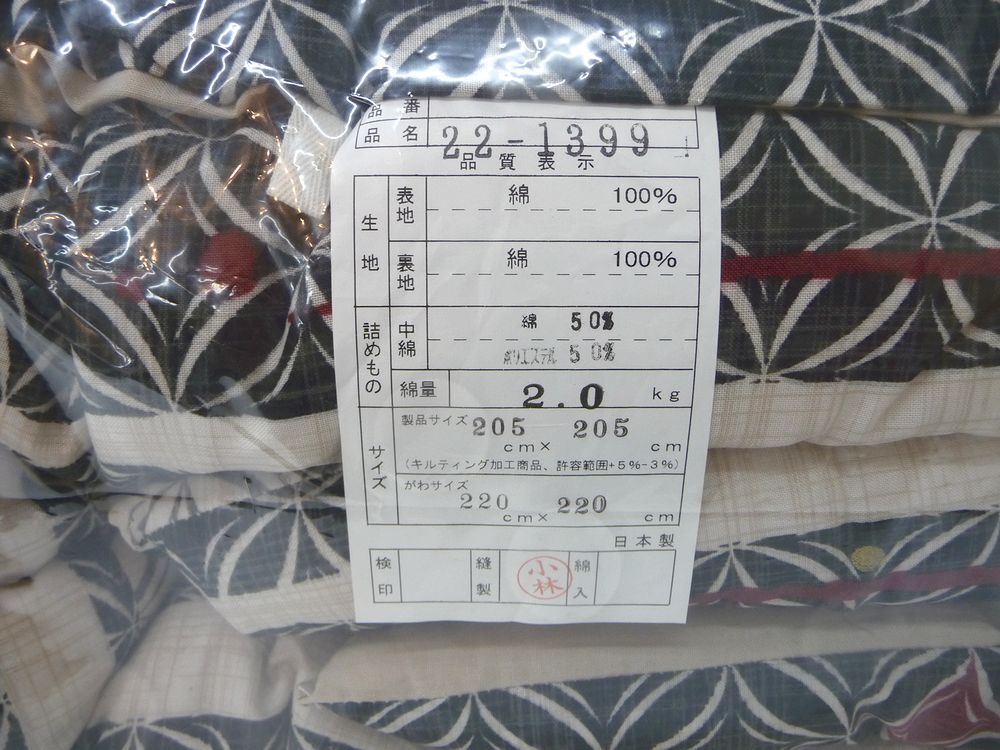 品番
品名 22-1399
品質表示
生地 表地 綿 100%
裏地 綿 100%
詰めもの 中綿 綿 50%
ポリエステル 50%
綿量 2.0 kg
サイズ 製品サイズ 205 cm× 205 cm
(キルティング加工商品、許容範囲+5%-3%)
がわサイズ 220 cm× 220 cm
日本製
検印 縫製 小林 綿入